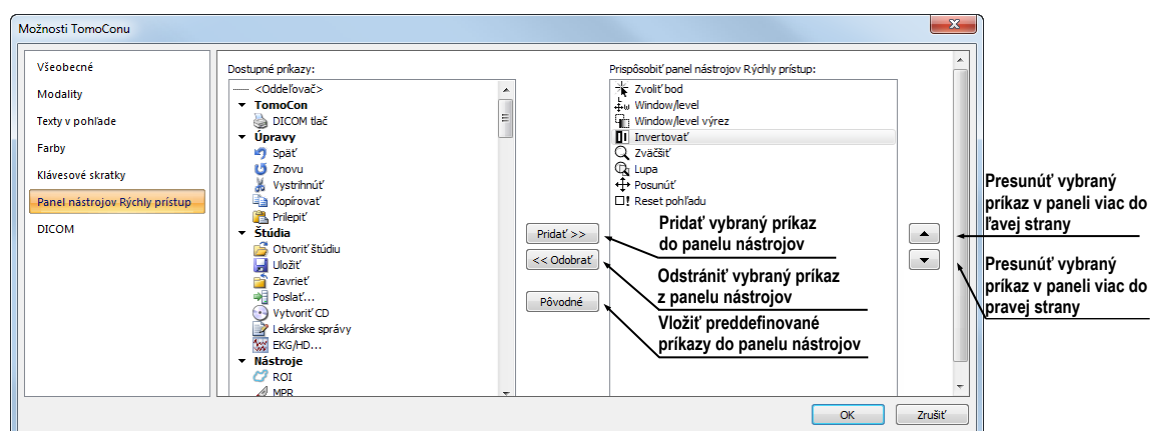 Možnosti TomoConu
Všeobecné
Modality
Texty v pohľade
Farby
Klávesové skratky
Panel nástrojov Rýchly prístup
DICOM
Dostupné príkazy:
<Oddeľovač>
TomoCon
DICOM tlač
Úpravy
Späť
Znovu
Vystrihnúť
Kopírovať
Prilepiť
Štúdia
Otvoriť štúdiu
Uložiť
Zavrieť
Poslať...
Vytvoriť CD
Lekárske správy
EKG/HD...
Nástroje
ROI
MPR
Pridať >>
<< Odobrať
Pôvodné
Prispôsobiť panel nástrojov Rýchly prístup:
Zvoliť bod
Window/level
Window/level výrez
Invertovať
Zväčšiť
Lupa
Posunúť
Reset pohľadu
Pridať vybraný príkaz
do panelu nástrojov
Odstrániť vybraný príkaz
z panelu nástrojov
Vložiť preddefinované
príkazy do panelu nástrojov
Presunúť vybraný
príkaz v paneli viac do
ľavej strany
Presunúť vybraný
príkaz v paneli viac do
pravej strany
OK
Zrušiť